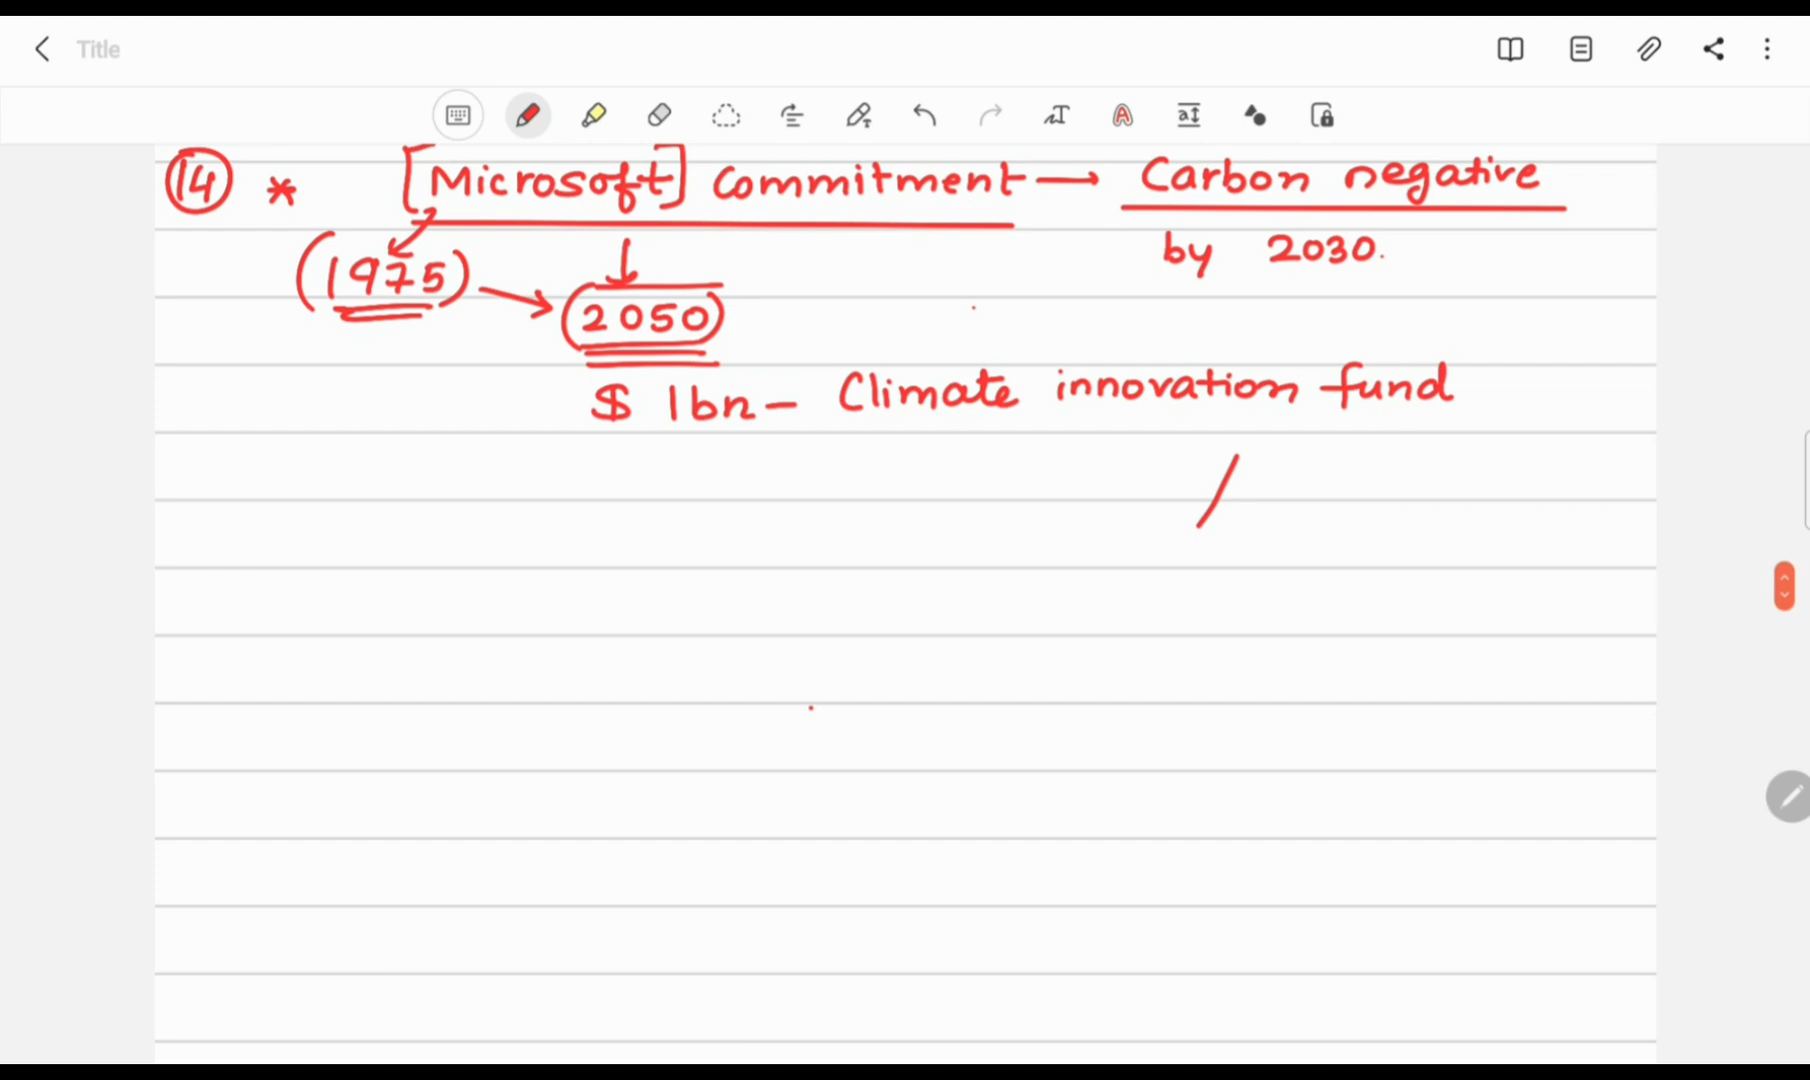 Title
14 * [Microsoft] Commitment → Carbon negative
by 2030.
(1975) → (2050)
$ 1bn - Climate innovation fund